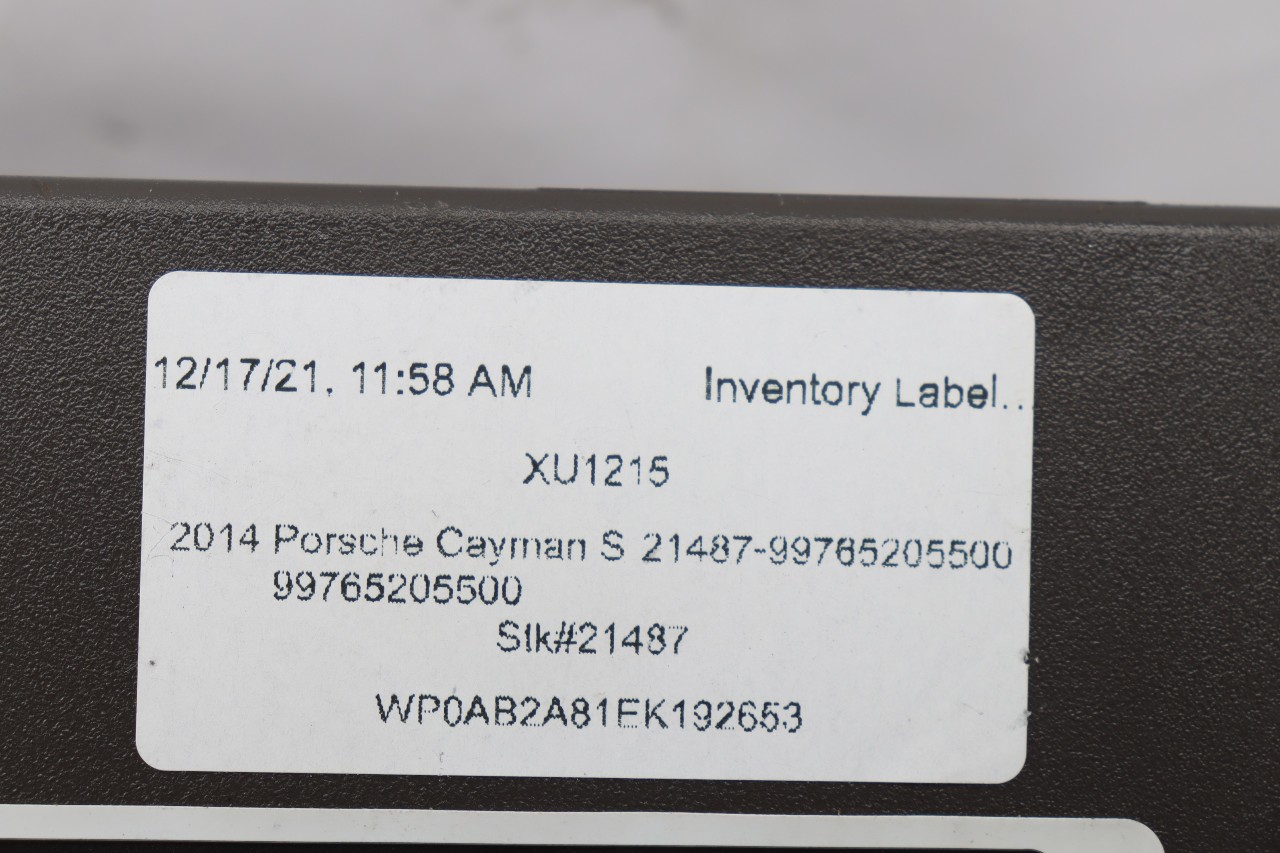 12/17/21, 11:58 AM Inventory Label...
XU1215
2014 Porsche Cayman S 21487-99765205500
99765205500
Stk#21487
WP0AB2A81EK192653